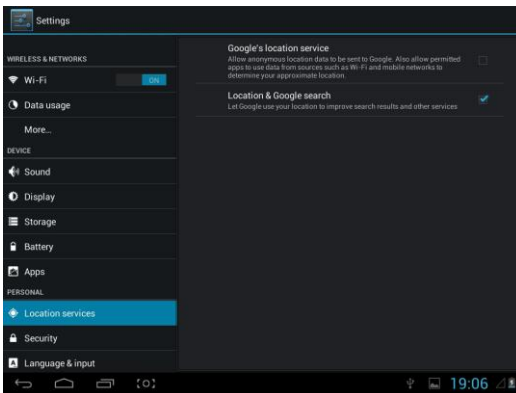 Settings
WIRELESS & NETWORKS
Wi-Fi
ON
Data usage
More...
DEVICE
Sound
Display
Storage
Battery
Apps
PERSONAL
Location services
Security
Language & input
Google's location service
Allow anonymous location data to be sent to Google. Also allow permitted
apps to use data from sources such as Wi-Fi and mobile networks to
determine your approximate location.
Location & Google search
Let Google use your location to improve search results and other services
19:06